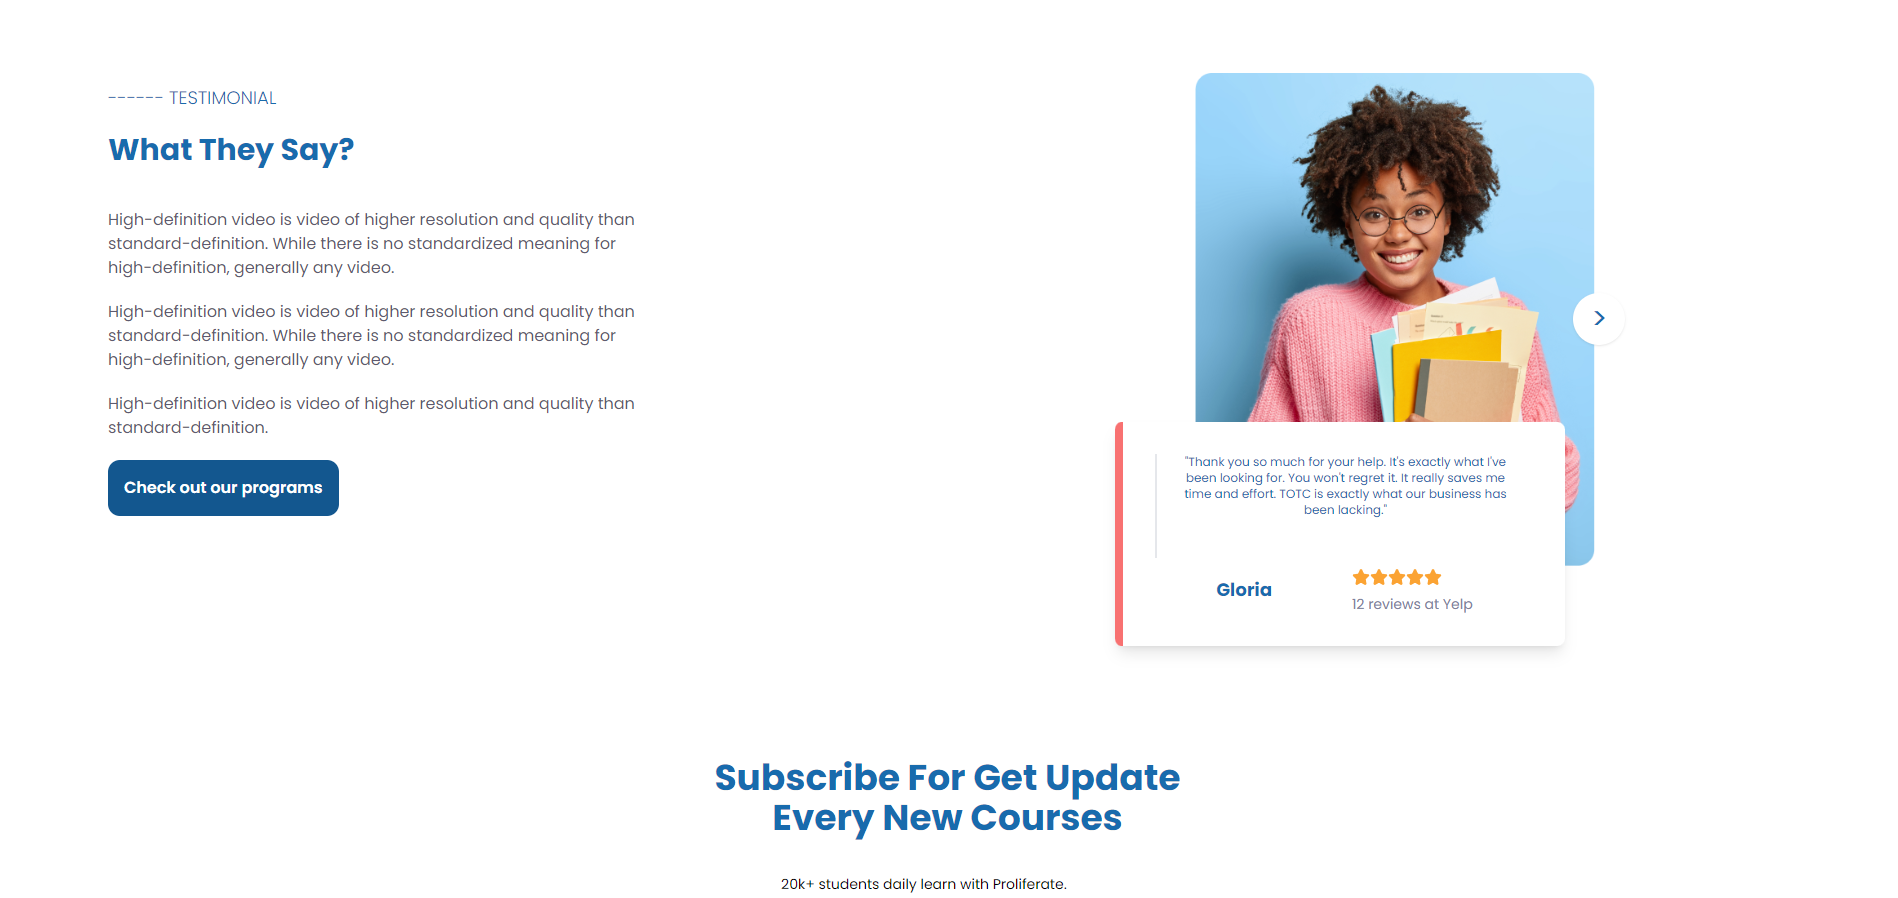 ------ TESTIMONIAL
What They Say?
High-definition video is video of higher resolution and quality than
standard-definition. While there is no standardized meaning for
high-definition, generally any video.
High-definition video is video of higher resolution and quality than
standard-definition. While there is no standardized meaning for
high-definition, generally any video.
High-definition video is video of higher resolution and quality than
standard-definition.
Check out our programs
"Thank you so much for your help. It's exactly what I've
been looking for. You won't regret it. It really saves me
time and effort. TOTC is exactly what our business has
been lacking."
Gloria
12 reviews at Yelp
Subscribe For Get Update
Every New Courses
20k+ students daily learn with Proliferate.